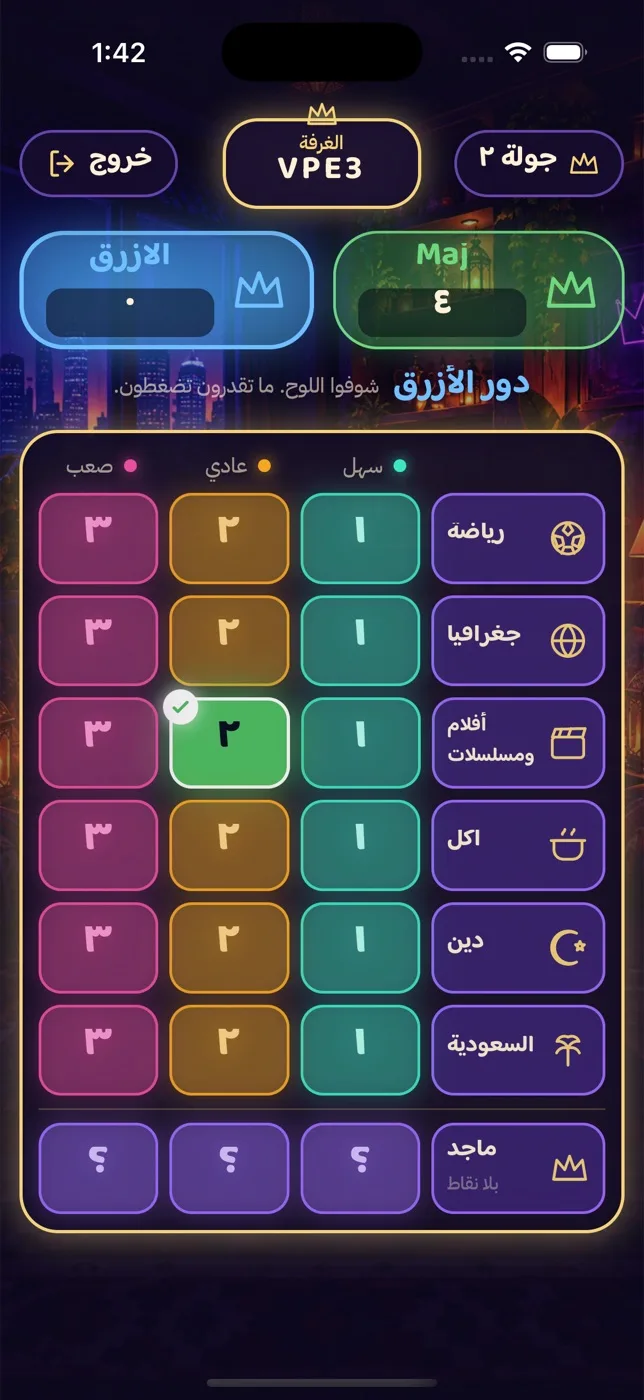 1:42
جولة ٢
الغرفة
VPE3
خروج
Maj
٤
الازرق
٠
دور الأزرق شوفوا اللوح. ما تقدرون تضغطون.
سهل عادي صعب
رياضة ١ ٢ ٣
جغرافيا ١ ٢ ٣
أفلام
ومسلسلات ١ ٢ ٣
اكل ١ ٢ ٣
دين ١ ٢ ٣
السعودية ١ ٢ ٣
ماجد ؟ ؟ ؟
بلا نقاط